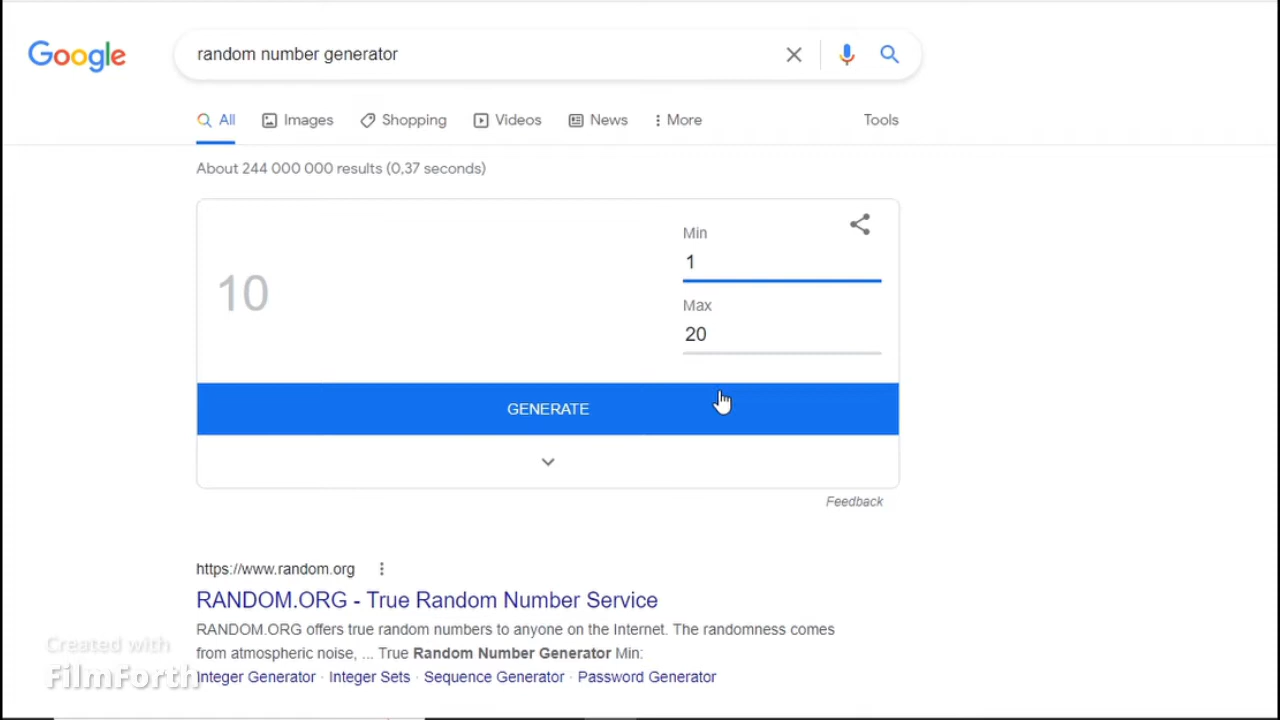 Google
random number generator
All Images Shopping Videos News More Tools
About 244 000 000 results (0,37 seconds)
Min
1
10
Max
20
GENERATE
Feedback
https://www.random.org
RANDOM.ORG - True Random Number Service
RANDOM.ORG offers true random numbers to anyone on the Internet. The randomness comes
from atmospheric noise, ... True Random Number Generator Min:
Integer Generator · Integer Sets · Sequence Generator · Password Generator
Created with
FilmForth